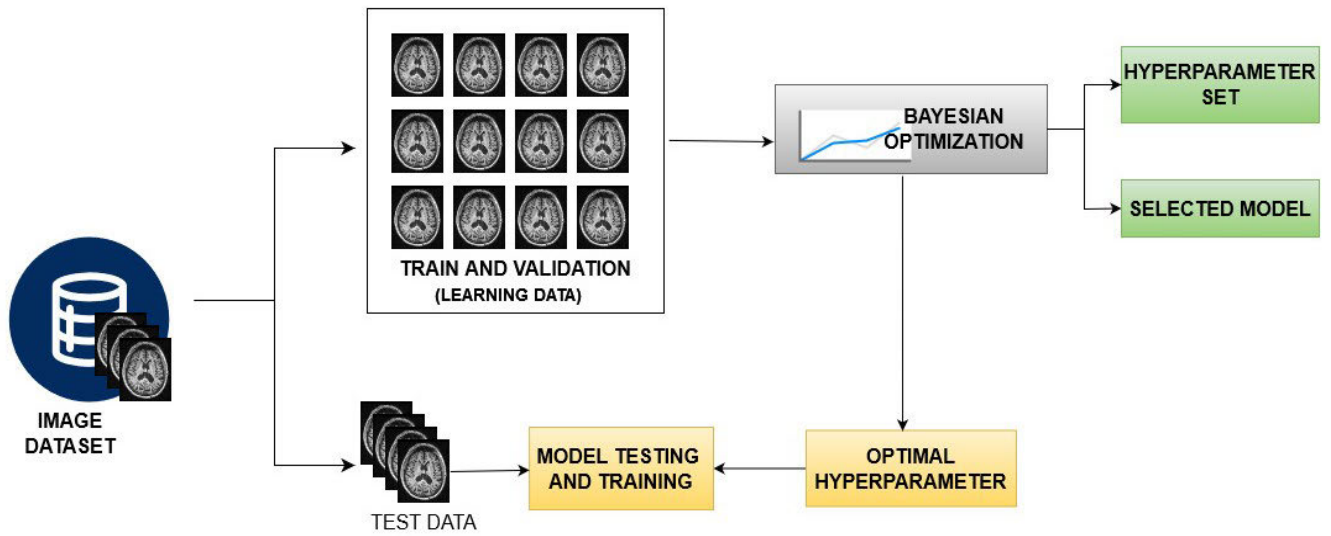 IMAGE
DATASET
TRAIN AND VALIDATION
(LEARNING DATA)
BAYESIAN
OPTIMIZATION
HYPERPARAMETER
SET
SELECTED MODEL
TEST DATA
MODEL TESTING
AND TRAINING
OPTIMAL
HYPERPARAMETER